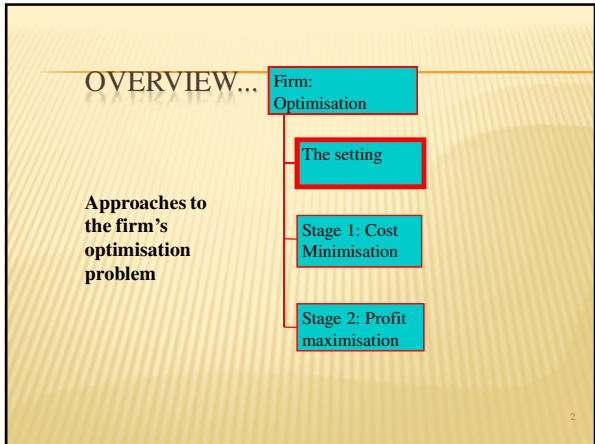 OVERVIEW...
Firm:
Optimisation
The setting
Approaches to
the firm's
optimisation
problem
Stage 1: Cost
Minimisation
Stage 2: Profit
maximisation
2